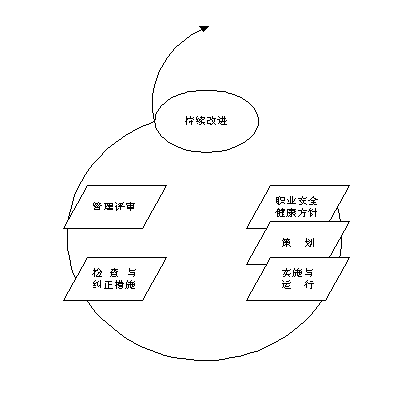 持续改进
管理评审
职业安全
健康方针
策 划
检 查 与
纠正措施
实施与
运 行